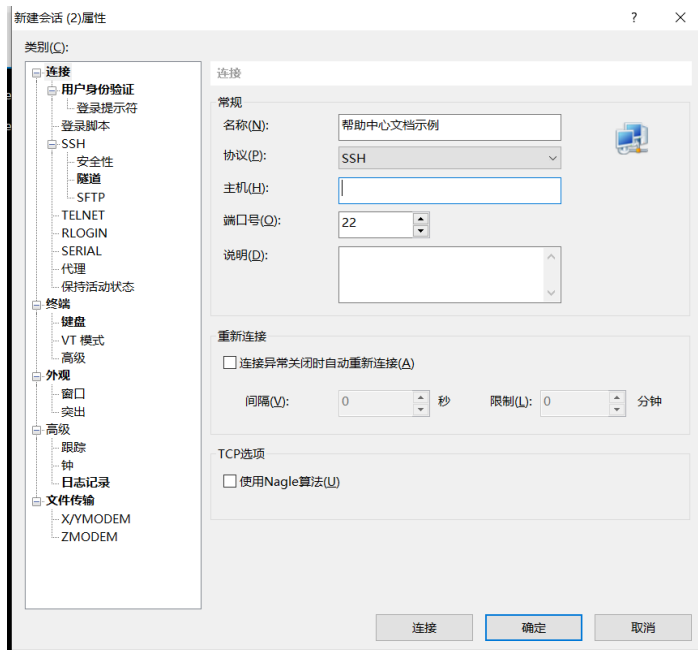 新建会话 (2)属性
?
类别(C):
连接
用户身份验证
登录提示符
登录脚本
SSH
安全性
隧道
SFTP
TELNET
RLOGIN
SERIAL
代理
保持活动状态
终端
键盘
VT 模式
高级
外观
窗口
突出
高级
跟踪
钟
日志记录
文件传输
X/YMODEM
ZMODEM
连接
常规
名称(N): 帮助中心文档示例
协议(P): SSH
主机(H):
端口号(O): 22
说明(D):
重新连接
连接异常关闭时自动重新连接(A)
间隔(V): 0 秒 限制(L): 0 分钟
TCP选项
使用Nagle算法(U)
连接 确定 取消